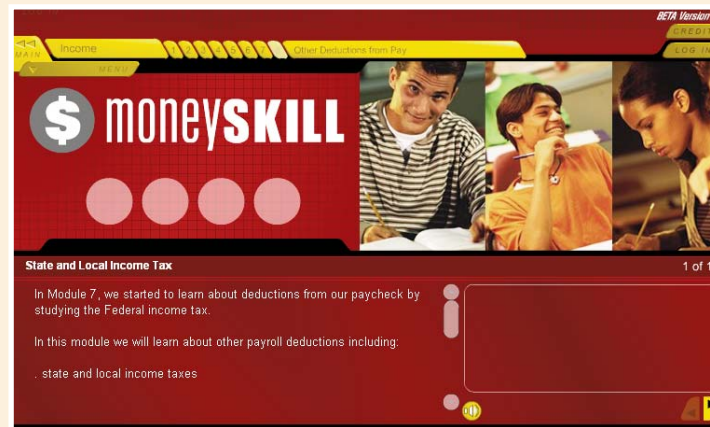 BETA Version
CREDIT
LOG IN
MAIN
Income
1 2 3 4 5 6 7
Other Deductions from Pay
MENU
$ moneySKILL
State and Local Income Tax
1 of 1
In Module 7, we started to learn about deductions from our paycheck by
studying the Federal income tax.
In this module we will learn about other payroll deductions including:
. state and local income taxes